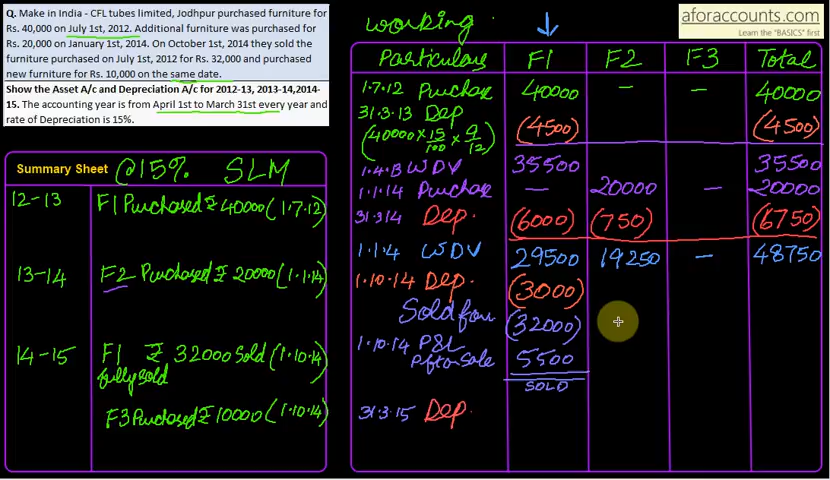 Q. Make in India - CFL tubes limited, Jodhpur purchased furniture for
Rs. 40,000 on July 1st, 2012. Additional furniture was purchased for
Rs. 20,000 on January 1st, 2014. On October 1st, 2014 they sold the
furniture purchased on July 1st, 2012 for Rs. 32,000 and purchased
new furniture for Rs. 10,000 on the same date.
Show the Asset A/c and Depreciation A/c for 2012-13, 2013-14,2014-
15. The accounting year is from April 1st to March 31st every year and
rate of Depreciation is 15%.
Summary Sheet @15% SLM
12-13 F1 Purchased ₹ 40000 (1.7.12)
13-14 F2 Purchased ₹ 20000 (1.1.14)
14-15 F1 ₹ 32000 Sold (1.10.14)
fully sold
F3 Purchased ₹ 10000 (1.10.14)
working
aforaccounts.com
Learn the "BASICS" first
Particulars F1 F2 F3 Total
1.7.12 Purchase 40000 - - 40000
31.3.13 Dep
(40000 × 15/100 × 9/12) (4500) (4500)
1.4.13 WDV 35500 35500
1.1.14 Purchase - 20000 - 20000
31.3.14 Dep. (6000) (750) (6750)
1.1.4 WDV 29500 19250 - 48750
1.10.14 Dep. (3000)
Sold for (32000)
1.10.14 P&L
Pft on Sale 5500
SOLD
31.3.15 Dep.